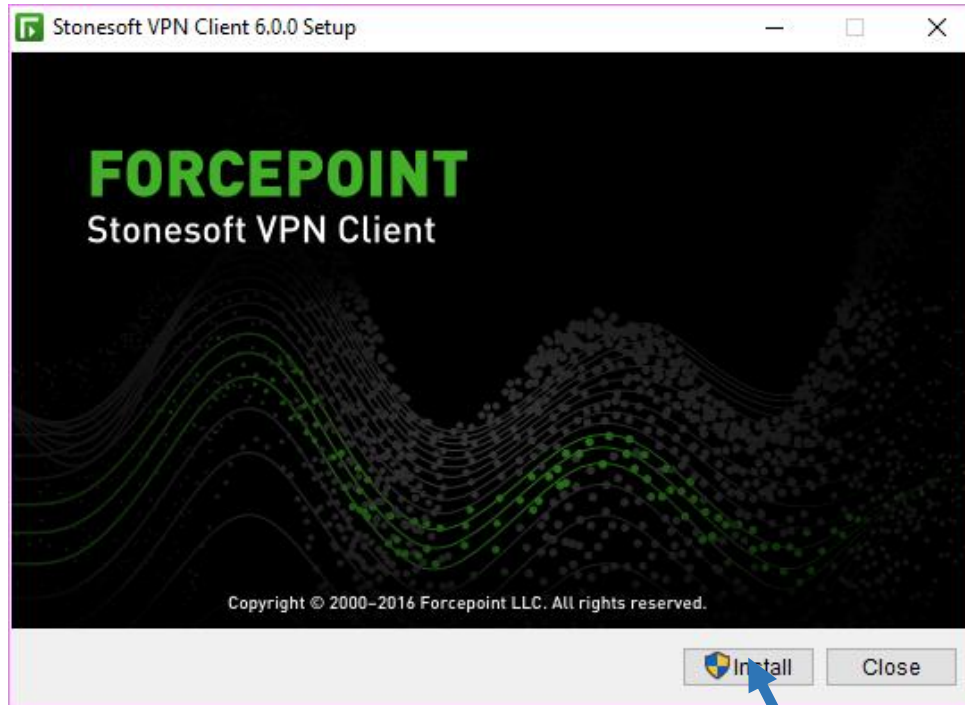 Stonesoft VPN Client 6.0.0 Setup
FORCEPOINT
Stonesoft VPN Client
Copyright © 2000–2016 Forcepoint LLC. All rights reserved.
Install Close